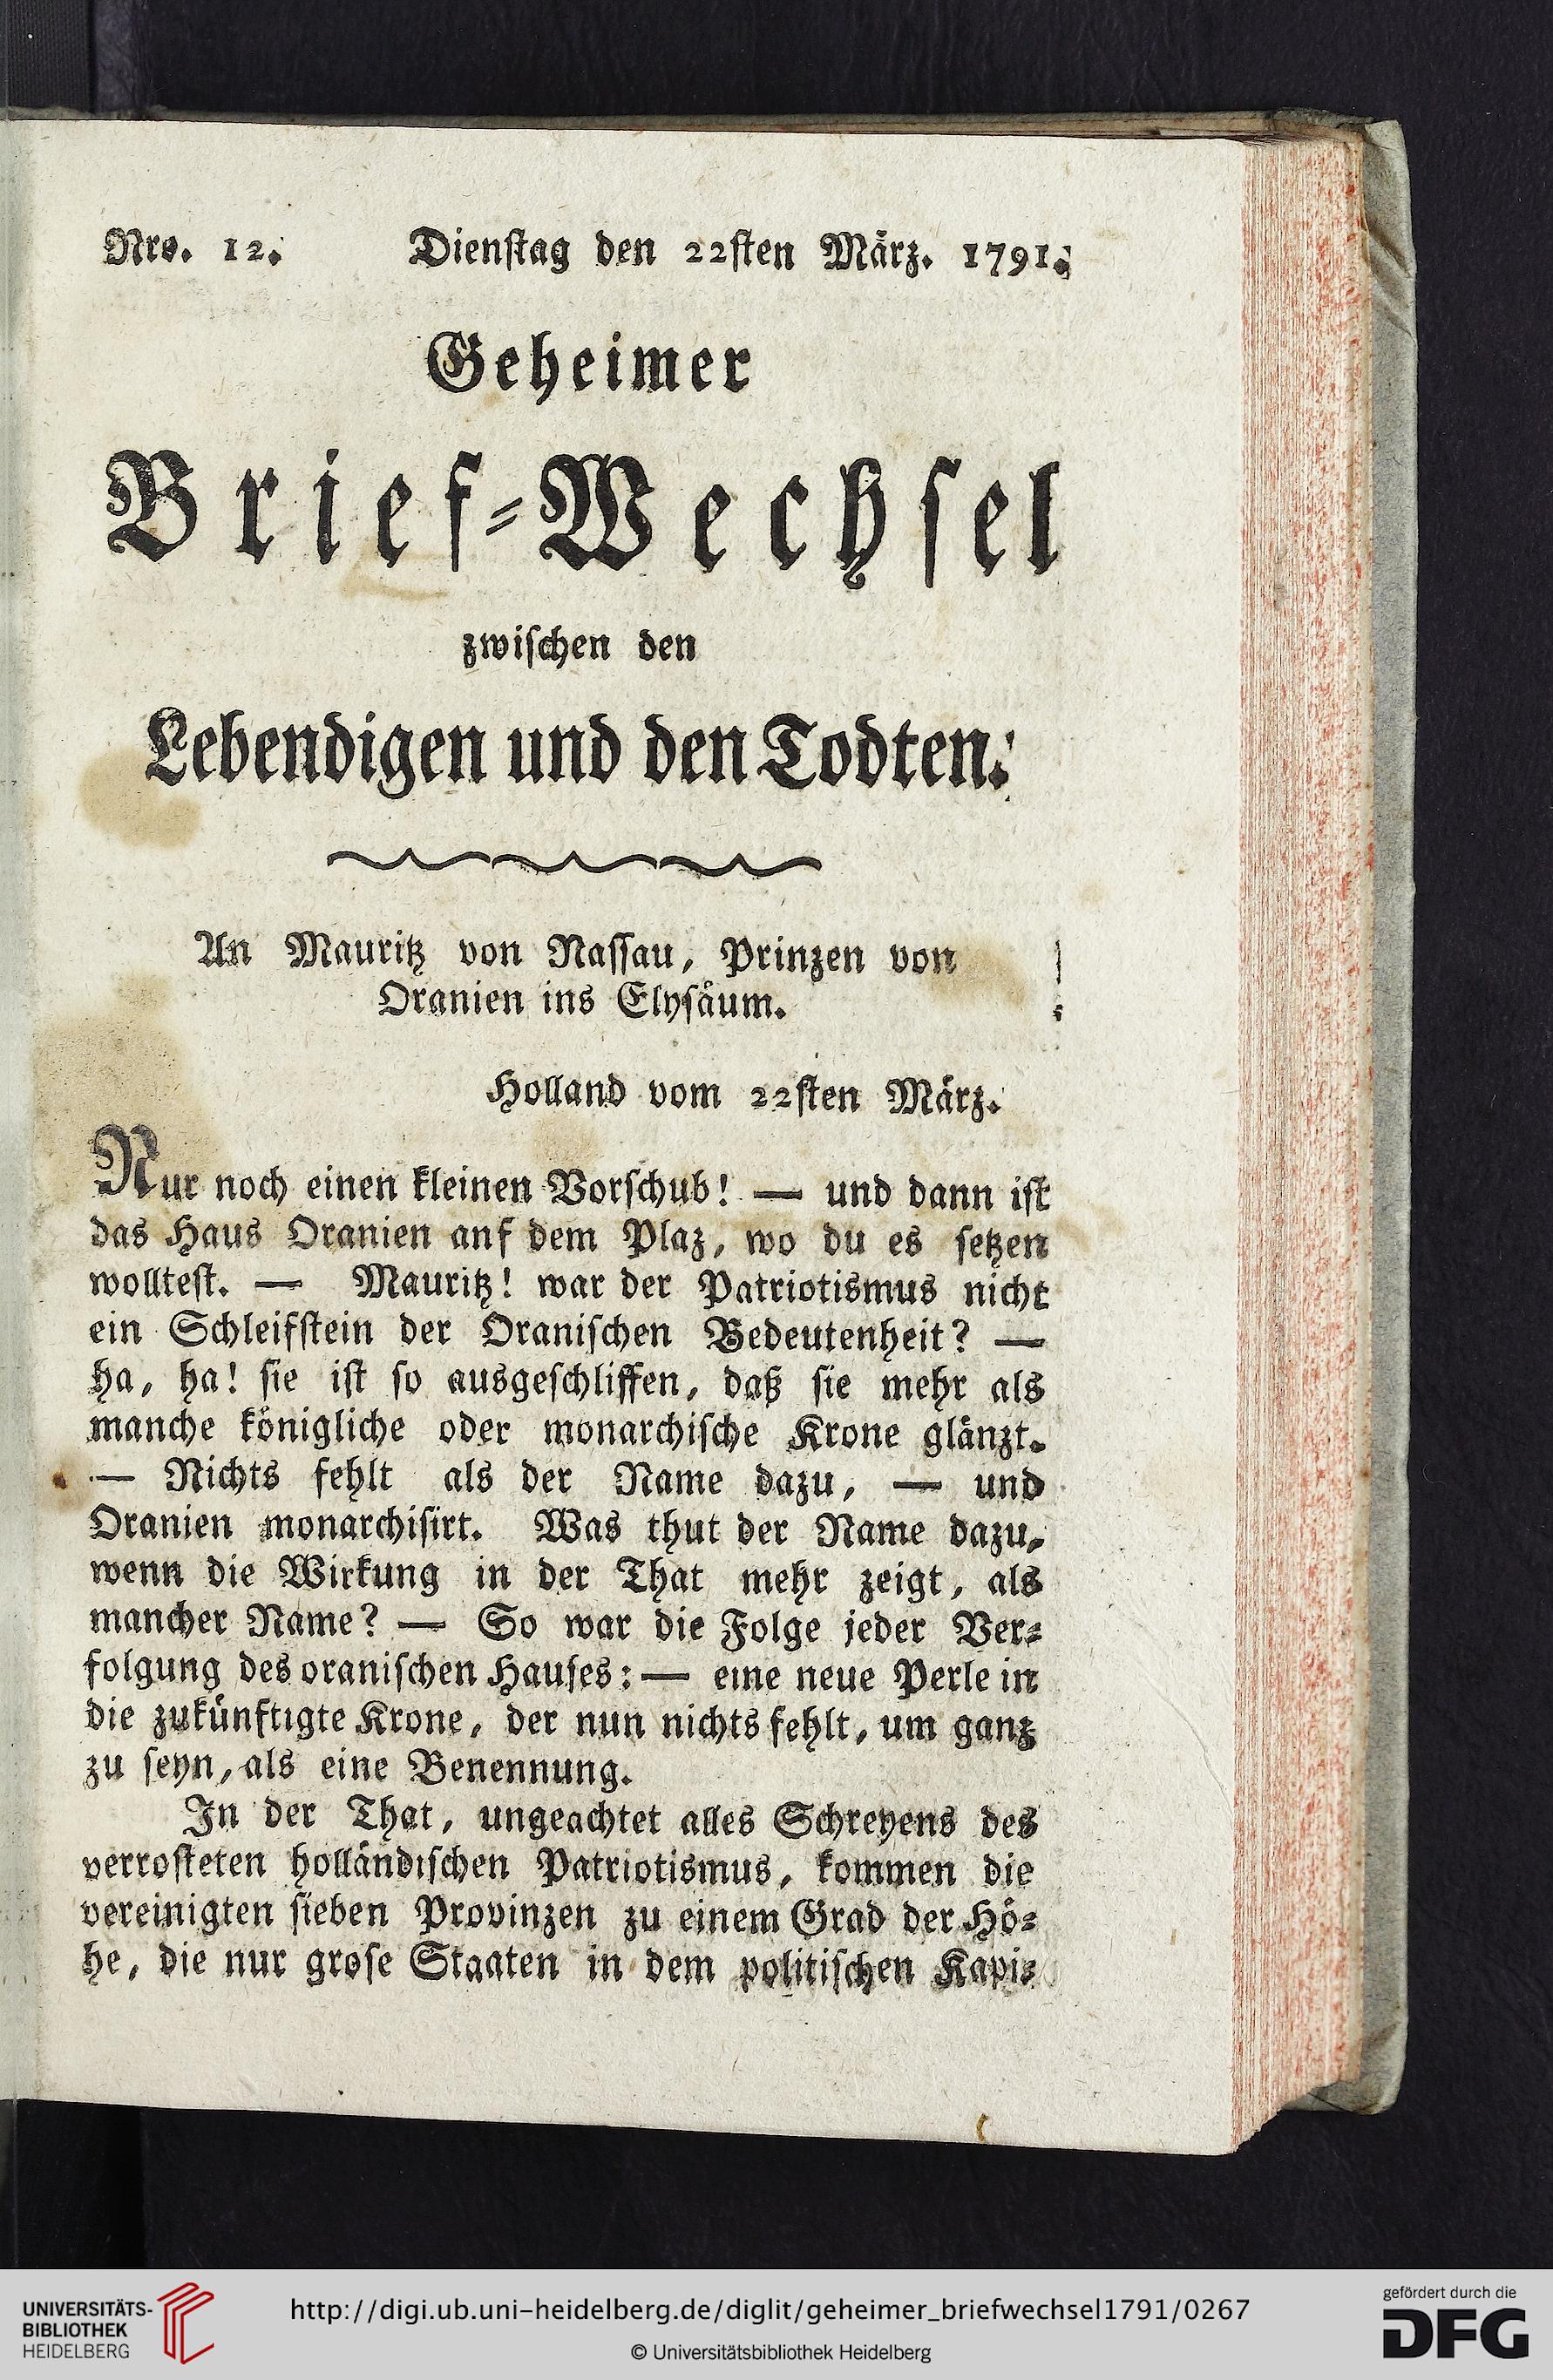 Nro. 12. Dienstag den 22sten März. 1791.
Geheimer
Brief-Wechsel
zwischen den
Lebendigen und den Todten.
An Mauritz von Nassau, Prinzen von
Oranien ins Elysäum.
Holland vom 22sten März.
Nur noch einen kleinen Vorschub! — und dann ist
das Haus Oranien anf dem Plaz, wo du es setzen
wolltest. — Mauritz! war der Patriotismus nicht
ein Schleifstein der Oranischen Bedeutenheit? —
ha, ha! sie ist so ausgeschliffen, daß sie mehr als
manche königliche oder monarchische Krone glänzt.
— Nichts fehlt als der Name dazu, — und
Oranien monarchisirt. Was thut der Name dazu,
wenn die Wirkung in der That mehr zeigt, als
mancher Name? — So war die Folge jeder Ver-
folgung des oranischen Hauses: — eine neue Perle in
die zukünftigte Krone, der nun nichts fehlt, um ganz
zu seyn, als eine Benennung.
In der That, ungeachtet alles Schreyens des
verrosteten holländischen Patriotismus, kommen die
vereinigten sieben Provinzen zu einem Grad der Hö-
he, die nur grose Staaten in dem politischen Kapi-
UNIVERSITÄTS-
BIBLIOTHEK
HEIDELBERG
http://digi.ub.uni-heidelberg.de/diglit/geheimer_briefwechsel1791/0267
© Universitätsbibliothek Heidelberg
gefördert durch die
DFG